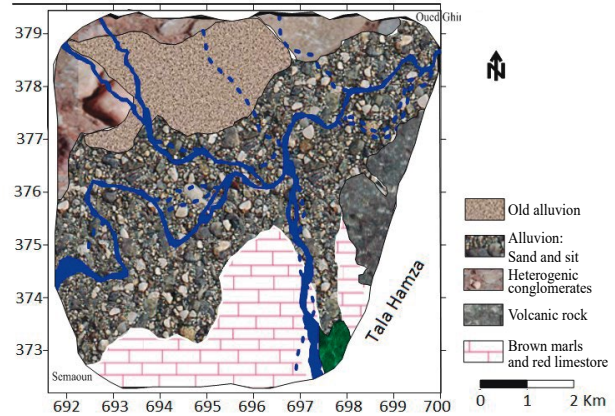 379
378
377
376
375
374
373
692 693 694 695 696 697 698 699 700
Oued Ghir
Semaoun
Tala Hamza
N
Old alluvion
Alluvion:
Sand and sit
Heterogenic
conglomerates
Volcanic rock
Brown marls
and red limestore
0 1 2 Km